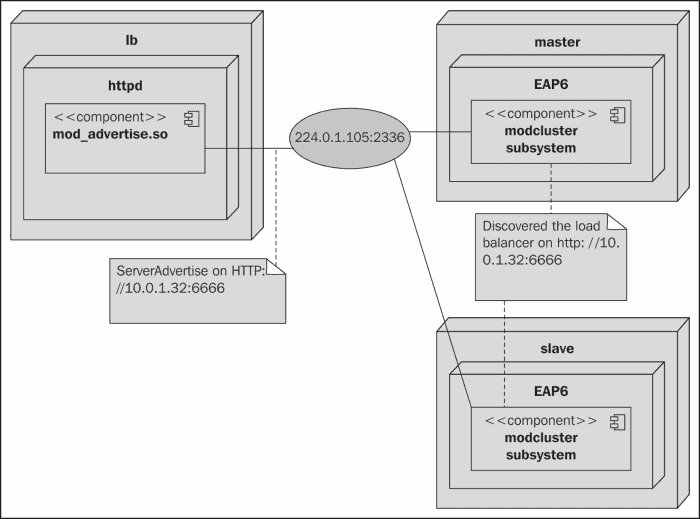 lb
httpd
<<component>>
mod_advertise.so
224.0.1.105:2336
ServerAdvertise on HTTP:
//10.0.1.32:6666
master
EAP6
<<component>>
modcluster
subsystem
Discovered the load
balancer on http: //10.
0.1.32:6666
slave
EAP6
<<component>>
modcluster
subsystem